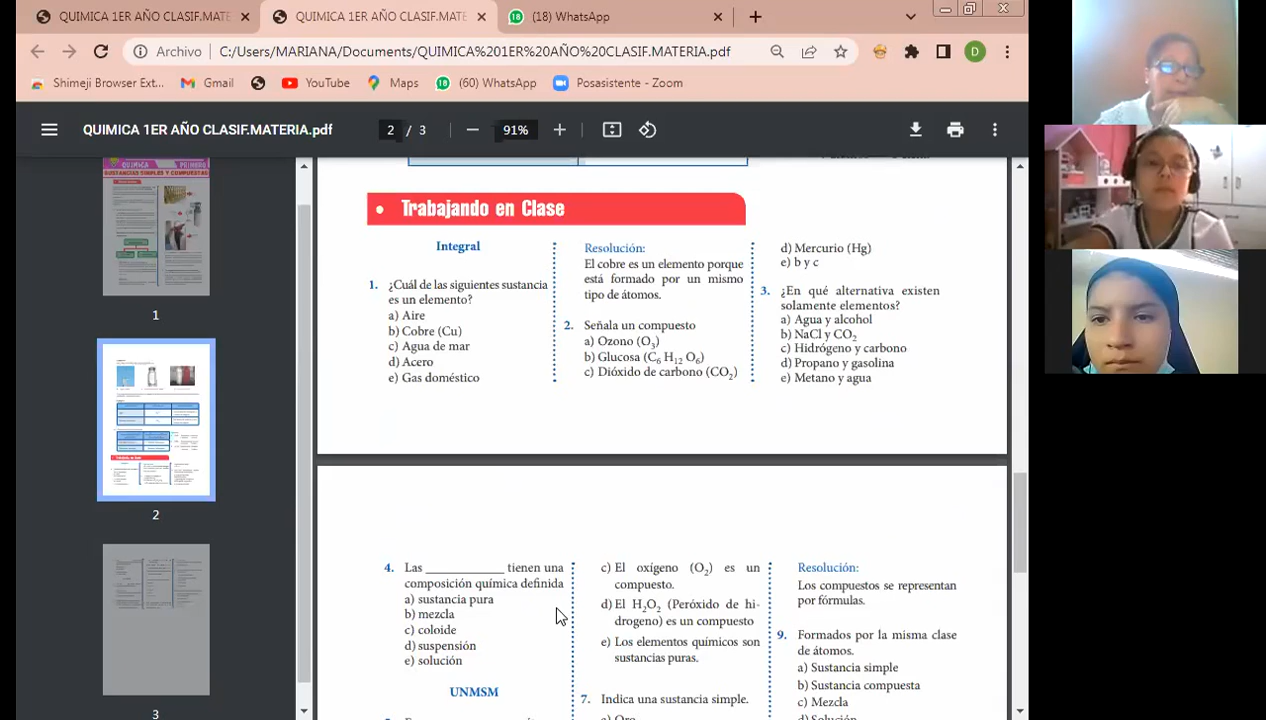 QUIMICA 1ER AÑO CLASIF.MATE
QUIMICA 1ER AÑO CLASIF.MATE
(18) WhatsApp
Archivo
C:/Users/MARIANA/Documents/QUIMICA%201ER%20AÑO%20CLASIF.MATERIA.pdf
D
Shimeji Browser Ext...
Gmail
YouTube
Maps
(60) WhatsApp
Posasistente - Zoom
QUIMICA 1ER AÑO CLASIF.MATERIA.pdf
2 / 3
91%
QUIMICA PRIMERO
SUSTANCIAS SIMPLES Y COMPUESTAS
1
2
3
• Trabajando en Clase
Integral
1. ¿Cuál de las siguientes sustancia
es un elemento?
a) Aire
b) Cobre (Cu)
c) Agua de mar
d) Acero
e) Gas doméstico
Resolución:
El cobre es un elemento porque
está formado por un mismo
tipo de átomos.
2. Señala un compuesto
a) Ozono (O₃)
b) Glucosa (C₆ H₁₂ O₆)
c) Dióxido de carbono (CO₂)
d) Mercurio (Hg)
e) b y c
3. ¿En qué alternativa existen
solamente elementos?
a) Agua y alcohol
b) NaCl y CO₂
c) Hidrógeno y carbono
d) Propano y gasolina
e) Metano y agua
4. Las ____________ tienen una
composición química definida
a) sustancia pura
b) mezcla
c) coloide
d) suspensión
e) solución
UNMSM
c) El oxígeno (O₂) es un
compuesto.
d) El H₂O₂ (Peróxido de hi-
drogeno) es un compuesto
e) Los elementos químicos son
sustancias puras.
7. Indica una sustancia simple.
a) Oro
Resolución:
Los compuestos se representan
por fórmulas.
9. Formados por la misma clase
de átomos.
a) Sustancia simple
b) Sustancia compuesta
c) Mezcla
d) Solución